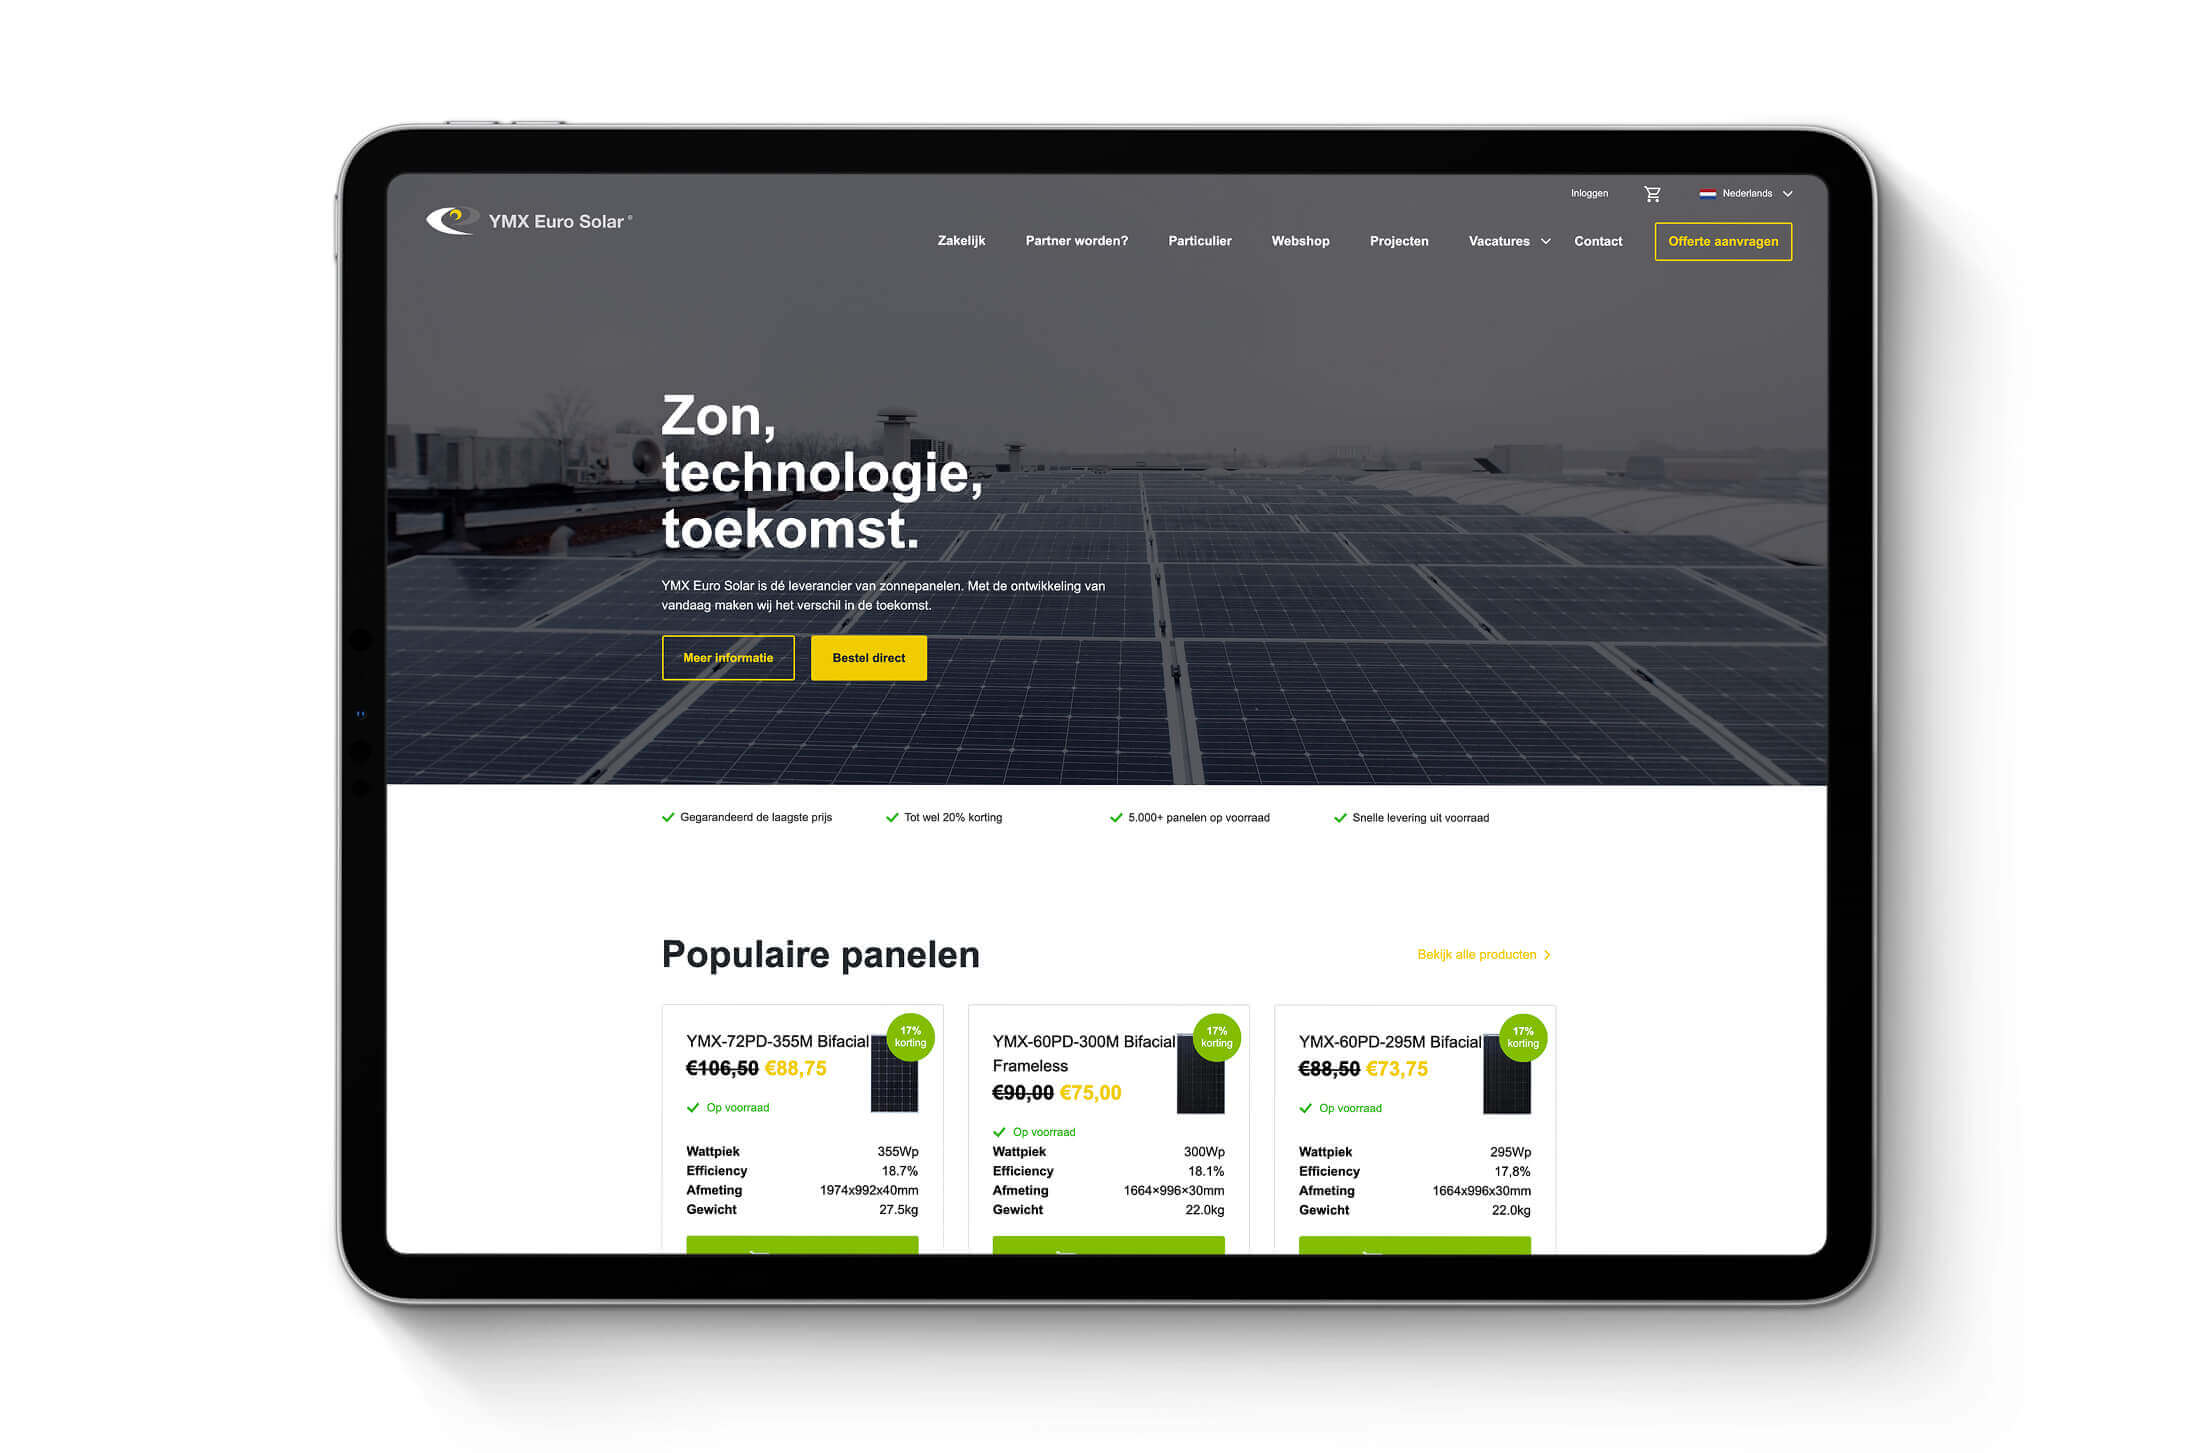 Inloggen
Nederlands
YMX Euro Solar®
Zakelijk
Partner worden?
Particulier
Webshop
Projecten
Vacatures
Contact
Offerte aanvragen
Zon,
technologie,
toekomst.
YMX Euro Solar is dé leverancier van zonnepanelen. Met de ontwikkeling van
vandaag maken wij het verschil in de toekomst.
Meer informatie
Bestel direct
Gegarandeerd de laagste prijs
Tot wel 20% korting
5.000+ panelen op voorraad
Snelle levering uit voorraad
Populaire panelen
Bekijk alle producten
YMX-72PD-355M Bifacial
17%
korting
€106,50 €88,75
Op voorraad
Wattpiek 355Wp
Efficiency 18.7%
Afmeting 1974x992x40mm
Gewicht 27.5kg
YMX-60PD-300M Bifacial
Frameless
17%
korting
€90,00 €75,00
Op voorraad
Wattpiek 300Wp
Efficiency 18.1%
Afmeting 1664×996×30mm
Gewicht 22.0kg
YMX-60PD-295M Bifacial
17%
korting
€88,50 €73,75
Op voorraad
Wattpiek 295Wp
Efficiency 17,8%
Afmeting 1664x996x30mm
Gewicht 22.0kg